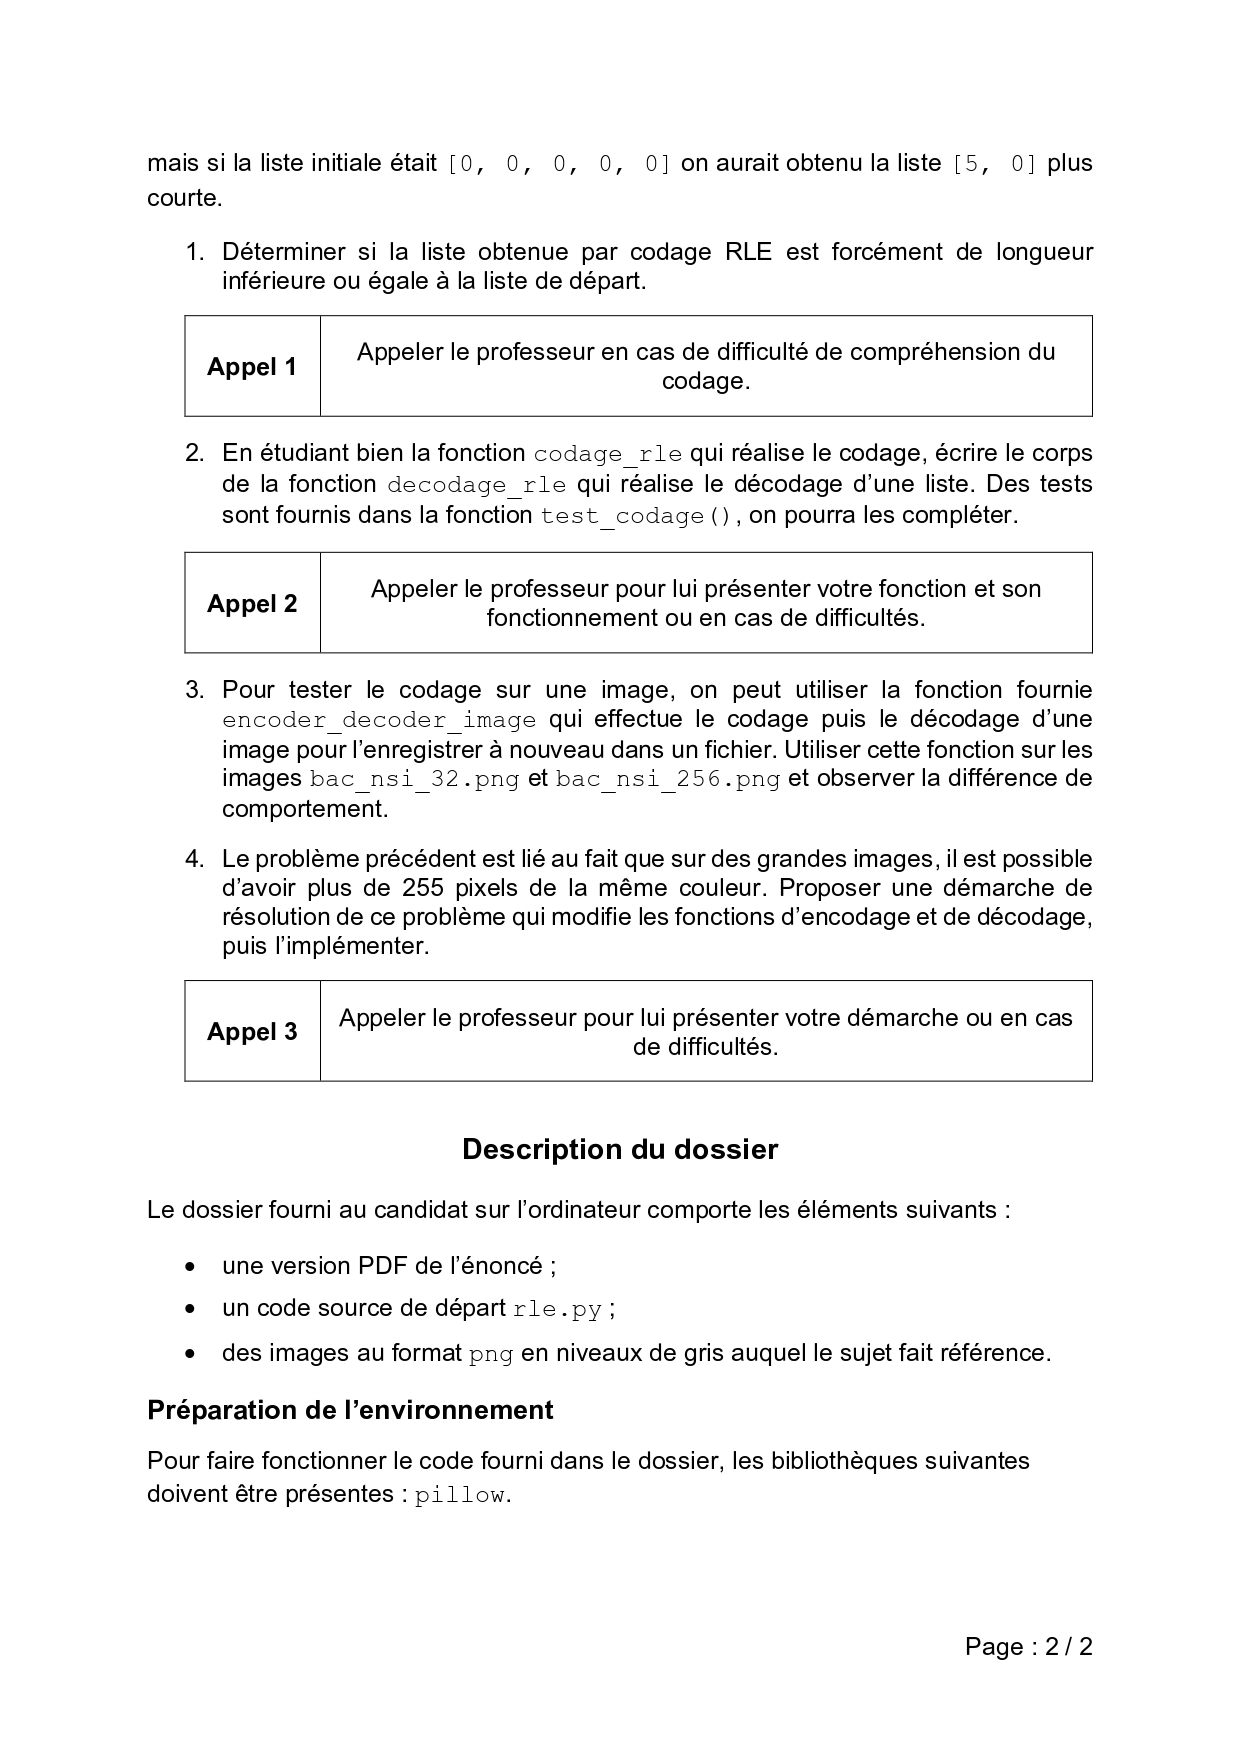 mais si la liste initiale était [0, 0, 0, 0, 0] on aurait obtenu la liste [5, 0] plus
courte.
1. Déterminer si la liste obtenue par codage RLE est forcément de longueur
inférieure ou égale à la liste de départ.
Appel 1
Appeler le professeur en cas de difficulté de compréhension du
codage.
2. En étudiant bien la fonction codage_rle qui réalise le codage, écrire le corps
de la fonction decodage_rle qui réalise le décodage d’une liste. Des tests
sont fournis dans la fonction test_codage(), on pourra les compléter.
Appel 2
Appeler le professeur pour lui présenter votre fonction et son
fonctionnement ou en cas de difficultés.
3. Pour tester le codage sur une image, on peut utiliser la fonction fournie
encoder_decoder_image qui effectue le codage puis le décodage d’une
image pour l’enregistrer à nouveau dans un fichier. Utiliser cette fonction sur les
images bac_nsi_32.png et bac_nsi_256.png et observer la différence de
comportement.
4. Le problème précédent est lié au fait que sur des grandes images, il est possible
d’avoir plus de 255 pixels de la même couleur. Proposer une démarche de
résolution de ce problème qui modifie les fonctions d’encodage et de décodage,
puis l’implémenter.
Appel 3
Appeler le professeur pour lui présenter votre démarche ou en cas
de difficultés.
Description du dossier
Le dossier fourni au candidat sur l’ordinateur comporte les éléments suivants :
• une version PDF de l’énoncé ;
• un code source de départ rle.py ;
• des images au format png en niveaux de gris auquel le sujet fait référence.
Préparation de l’environnement
Pour faire fonctionner le code fourni dans le dossier, les bibliothèques suivantes
doivent être présentes : pillow.
Page : 2 / 2